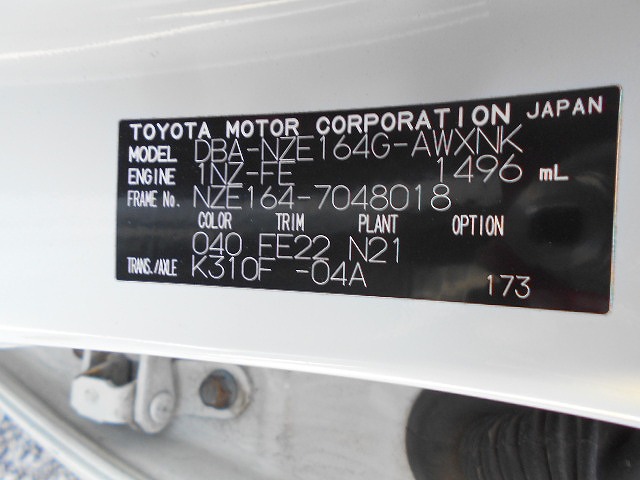 TOYOTA MOTOR CORPORATION JAPAN
MODEL DBA-NZE164G-AWXNK
ENGINE 1NZ-FE 1496 mL
FRAME No. NZE164-7048018
COLOR TRIM PLANT OPTION
040 FE22 N21
TRANS./AXLE K310F -04A
173